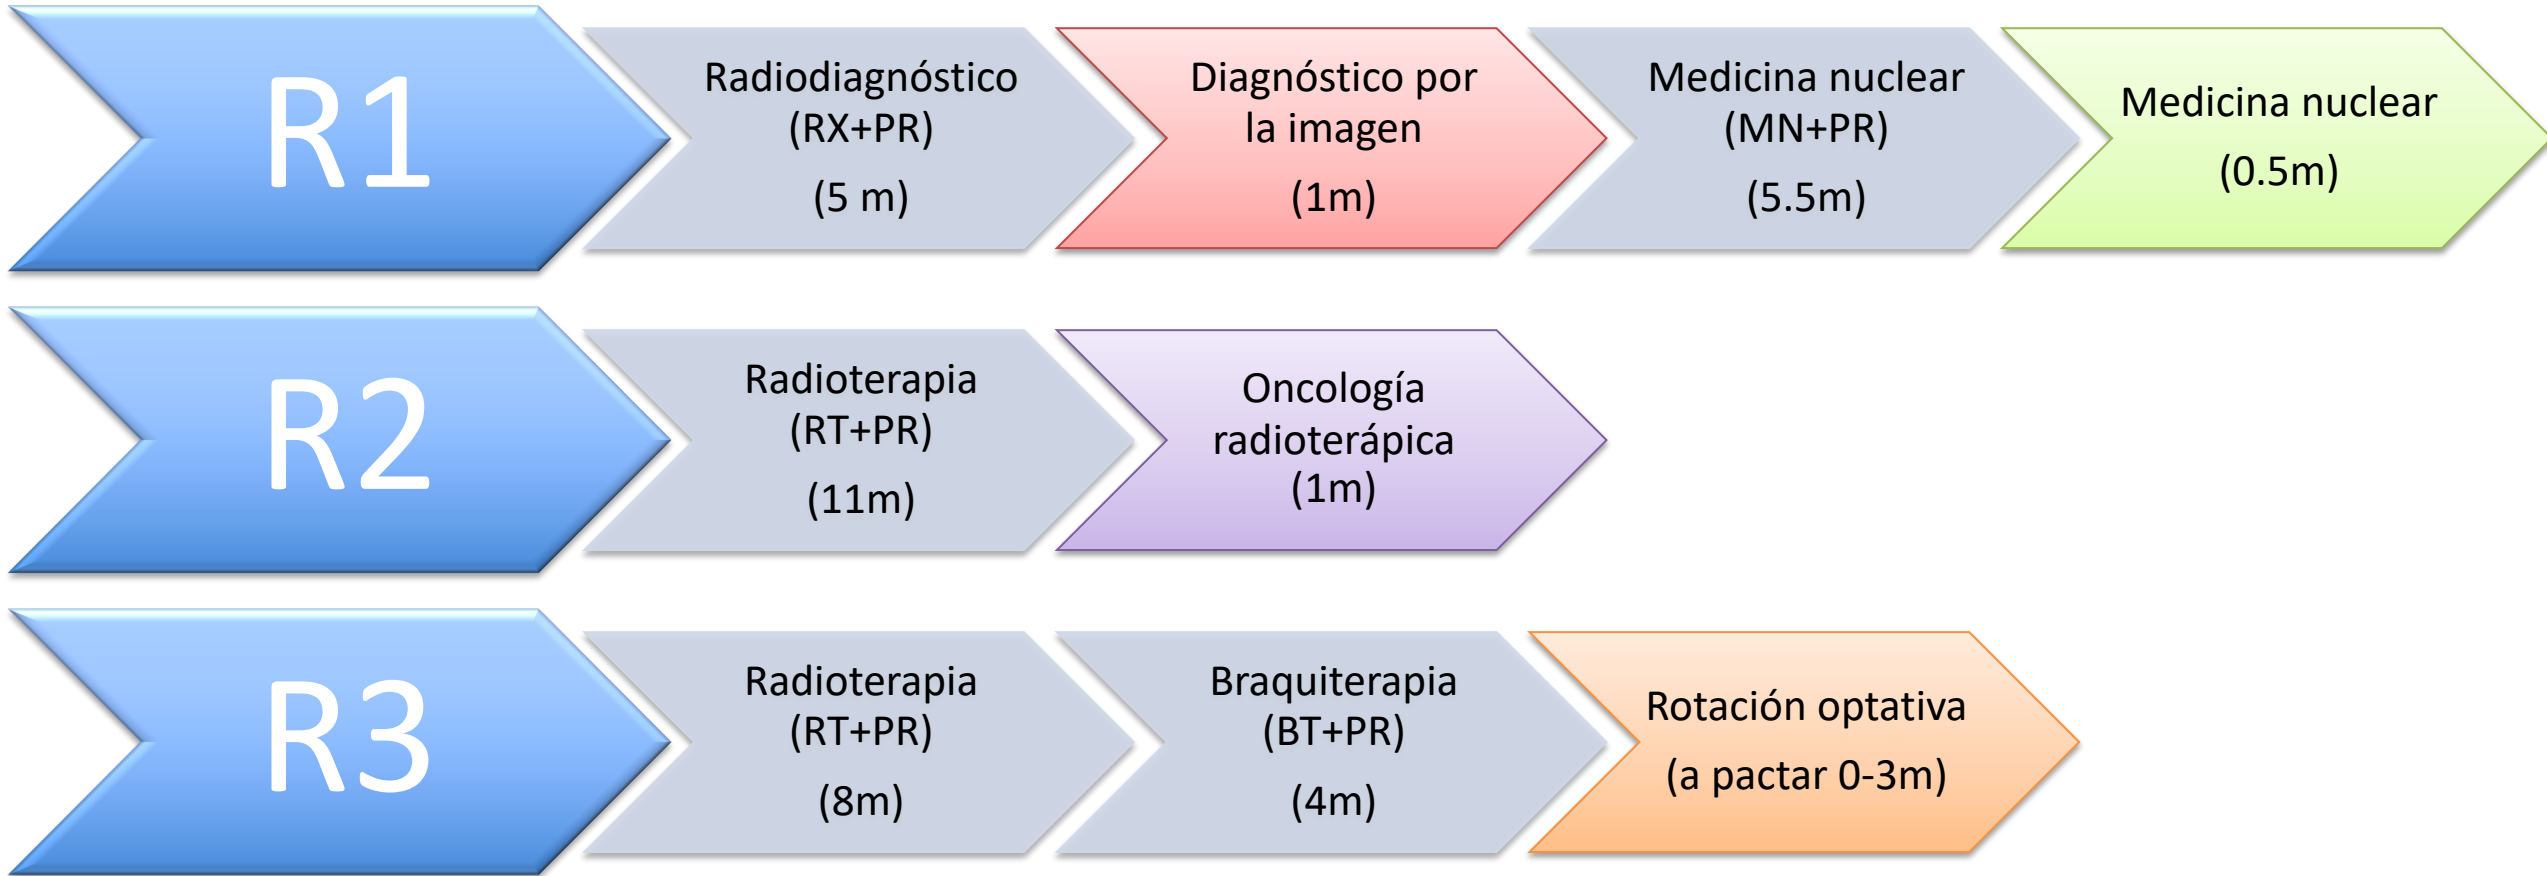 R1
Radiodiagnóstico
(RX+PR)
(5 m)
Diagnóstico por
la imagen
(1m)
Medicina nuclear
(MN+PR)
(5.5m)
Medicina nuclear
(0.5m)
R2
Radioterapia
(RT+PR)
(11m)
Oncología
radioterápica
(1m)
R3
Radioterapia
(RT+PR)
(8m)
Braquiterapia
(BT+PR)
(4m)
Rotación optativa
(a pactar 0-3m)